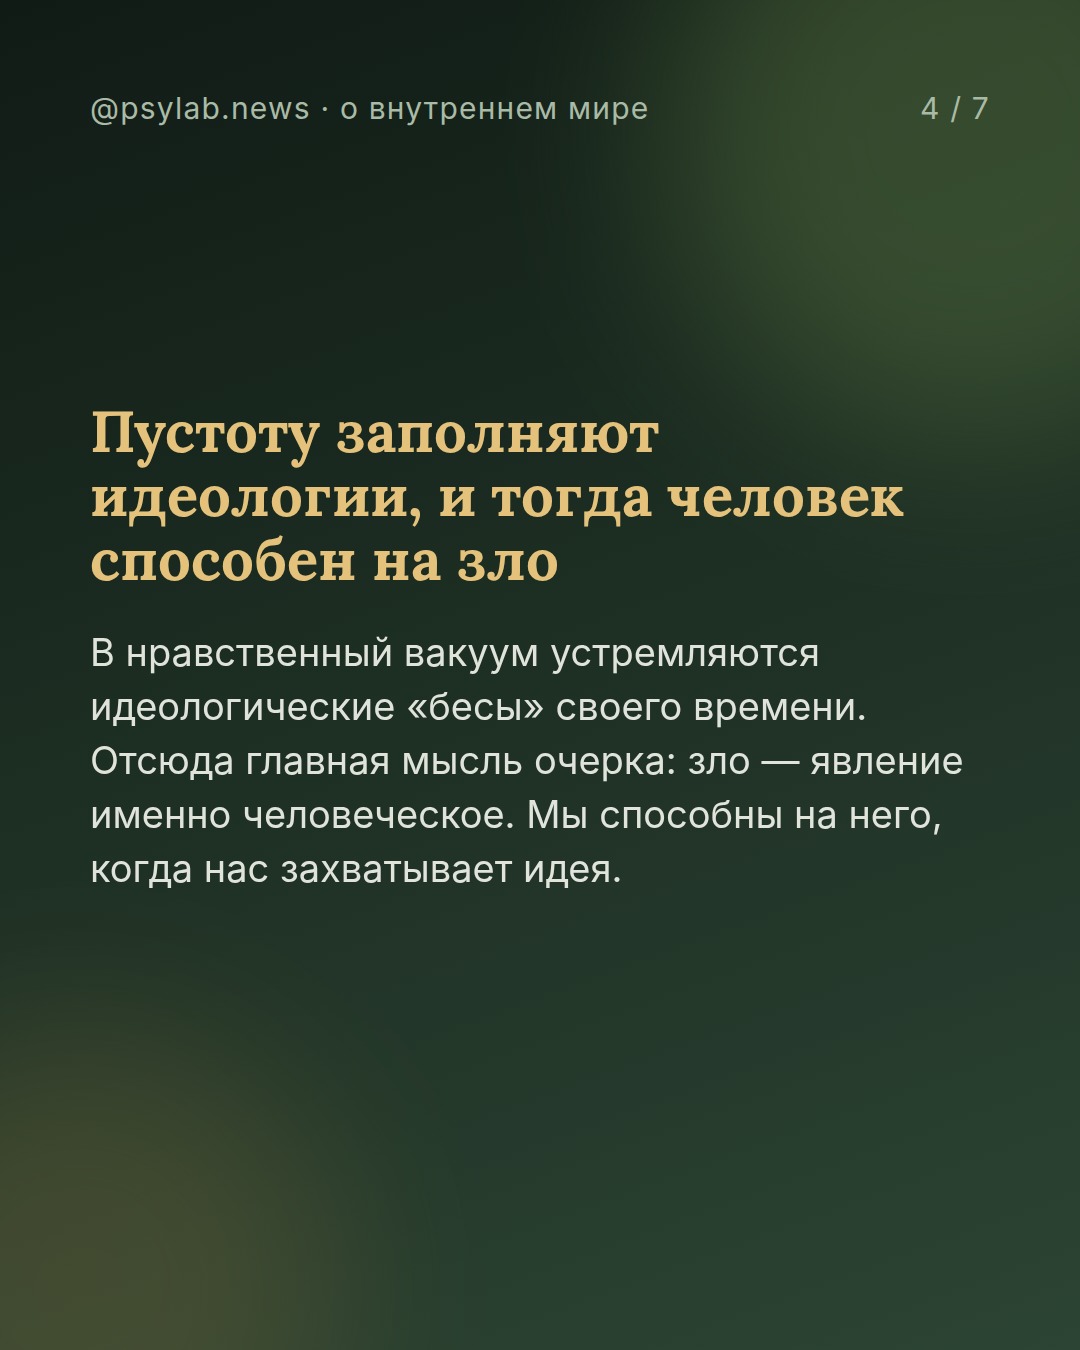 @psylab.news · о внутреннем мире
4 / 7
Пустоту заполняют
идеологии, и тогда человек
способен на зло
В нравственный вакуум устремляются
идеологические «бесы» своего времени.
Отсюда главная мысль очерка: зло — явление
именно человеческое. Мы способны на него,
когда нас захватывает идея.